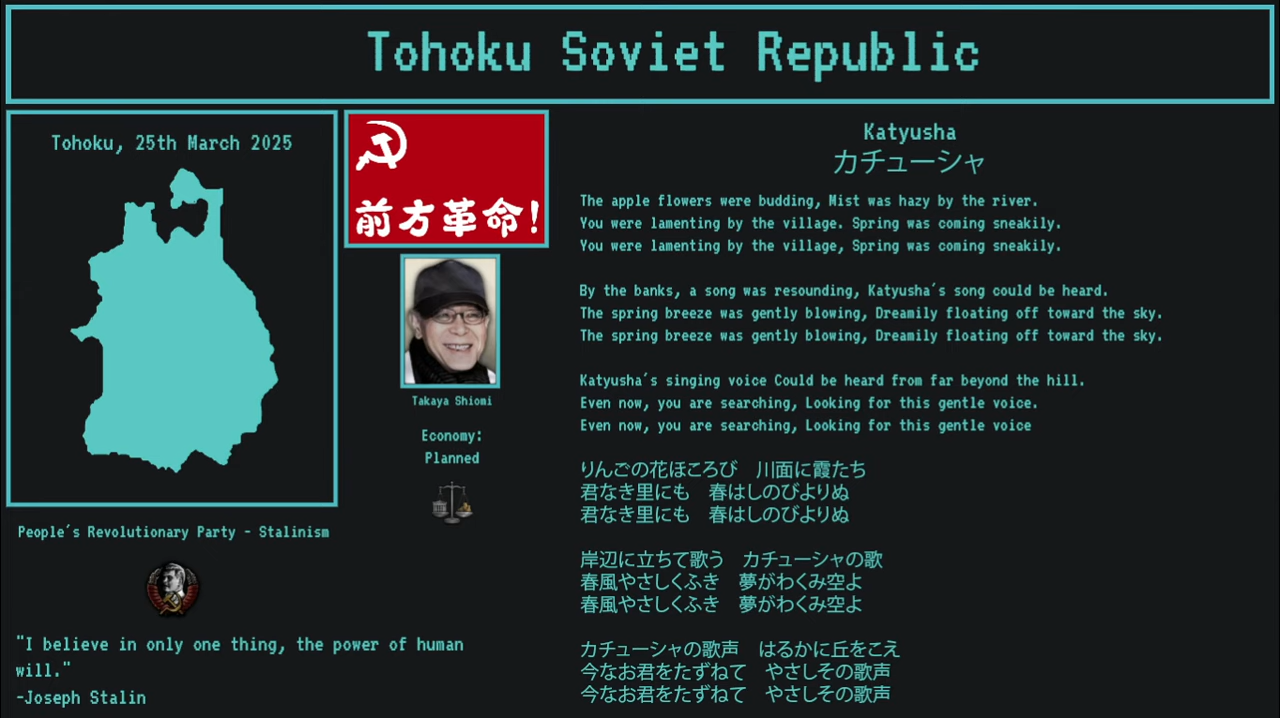 Tohoku Soviet Republic
Tohoku, 25th March 2025
前方革命!
Takaya Shiomi
Economy:
Planned
People's Revolutionary Party - Stalinism
"I believe in only one thing, the power of human
will."
-Joseph Stalin
Katyusha
カチューシャ
The apple flowers were budding, Mist was hazy by the river.
You were lamenting by the village. Spring was coming sneakily.
You were lamenting by the village, Spring was coming sneakily.
By the banks, a song was resounding, Katyusha's song could be heard.
The spring breeze was gently blowing, Dreamily floating off toward the sky.
The spring breeze was gently blowing, Dreamily floating off toward the sky.
Katyusha's singing voice Could be heard from far beyond the hill.
Even now, you are searching, Looking for this gentle voice.
Even now, you are searching, Looking for this gentle voice
りんごの花ほころび　川面に霞たち
君なき里にも　春はしのびよりぬ
君なき里にも　春はしのびよりぬ
岸辺に立ちて歌う　カチューシャの歌
春風やさしくふき　夢がわくみ空よ
春風やさしくふき　夢がわくみ空よ
カチューシャの歌声　はるかに丘をこえ
今なお君をたずねて　やさしその歌声
今なお君をたずねて　やさしその歌声